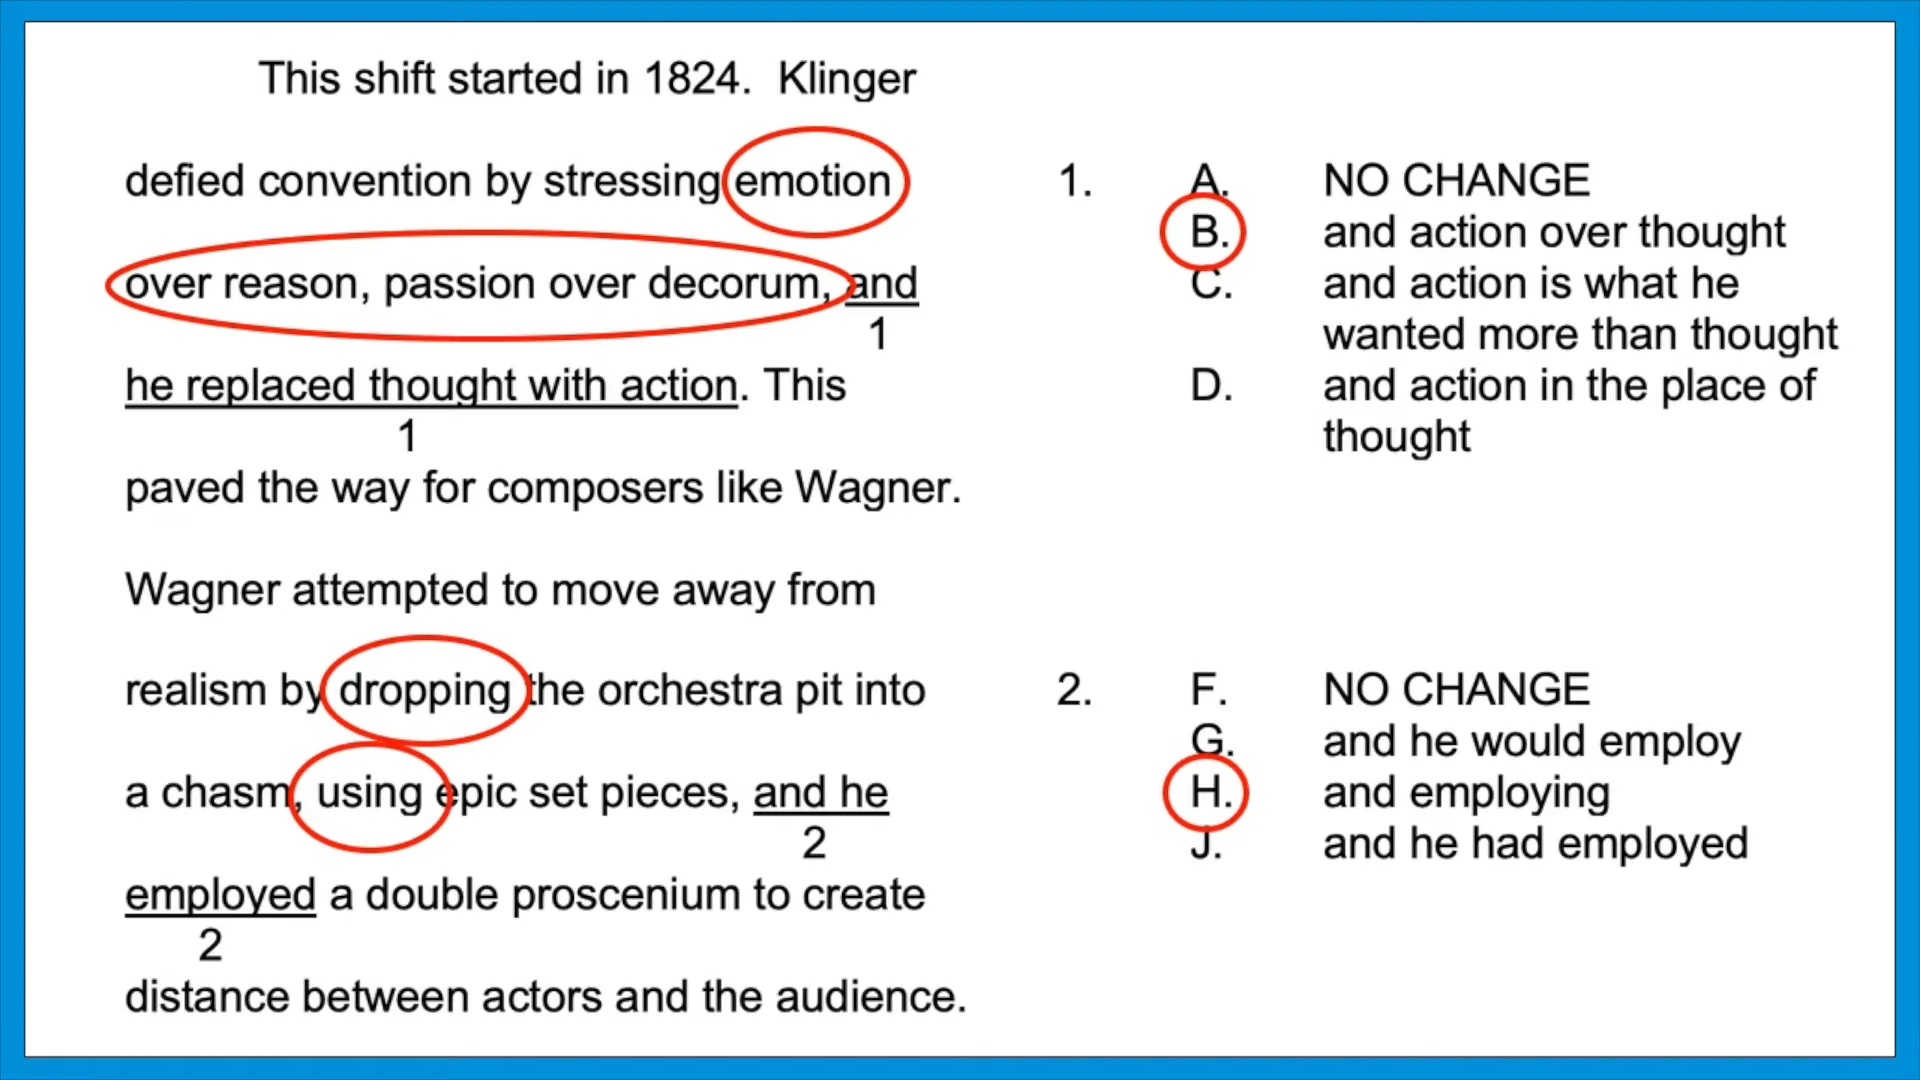 This shift started in 1824. Klinger
defied convention by stressing emotion
over reason, passion over decorum, and
1
he replaced thought with action. This
1
paved the way for composers like Wagner.
Wagner attempted to move away from
realism by dropping the orchestra pit into
a chasm, using epic set pieces, and he
2
employed a double proscenium to create
2
distance between actors and the audience.
1. A. NO CHANGE
B. and action over thought
C. and action is what he
wanted more than thought
D. and action in the place of
thought
2. F. NO CHANGE
G. and he would employ
H. and employing
J. and he had employed